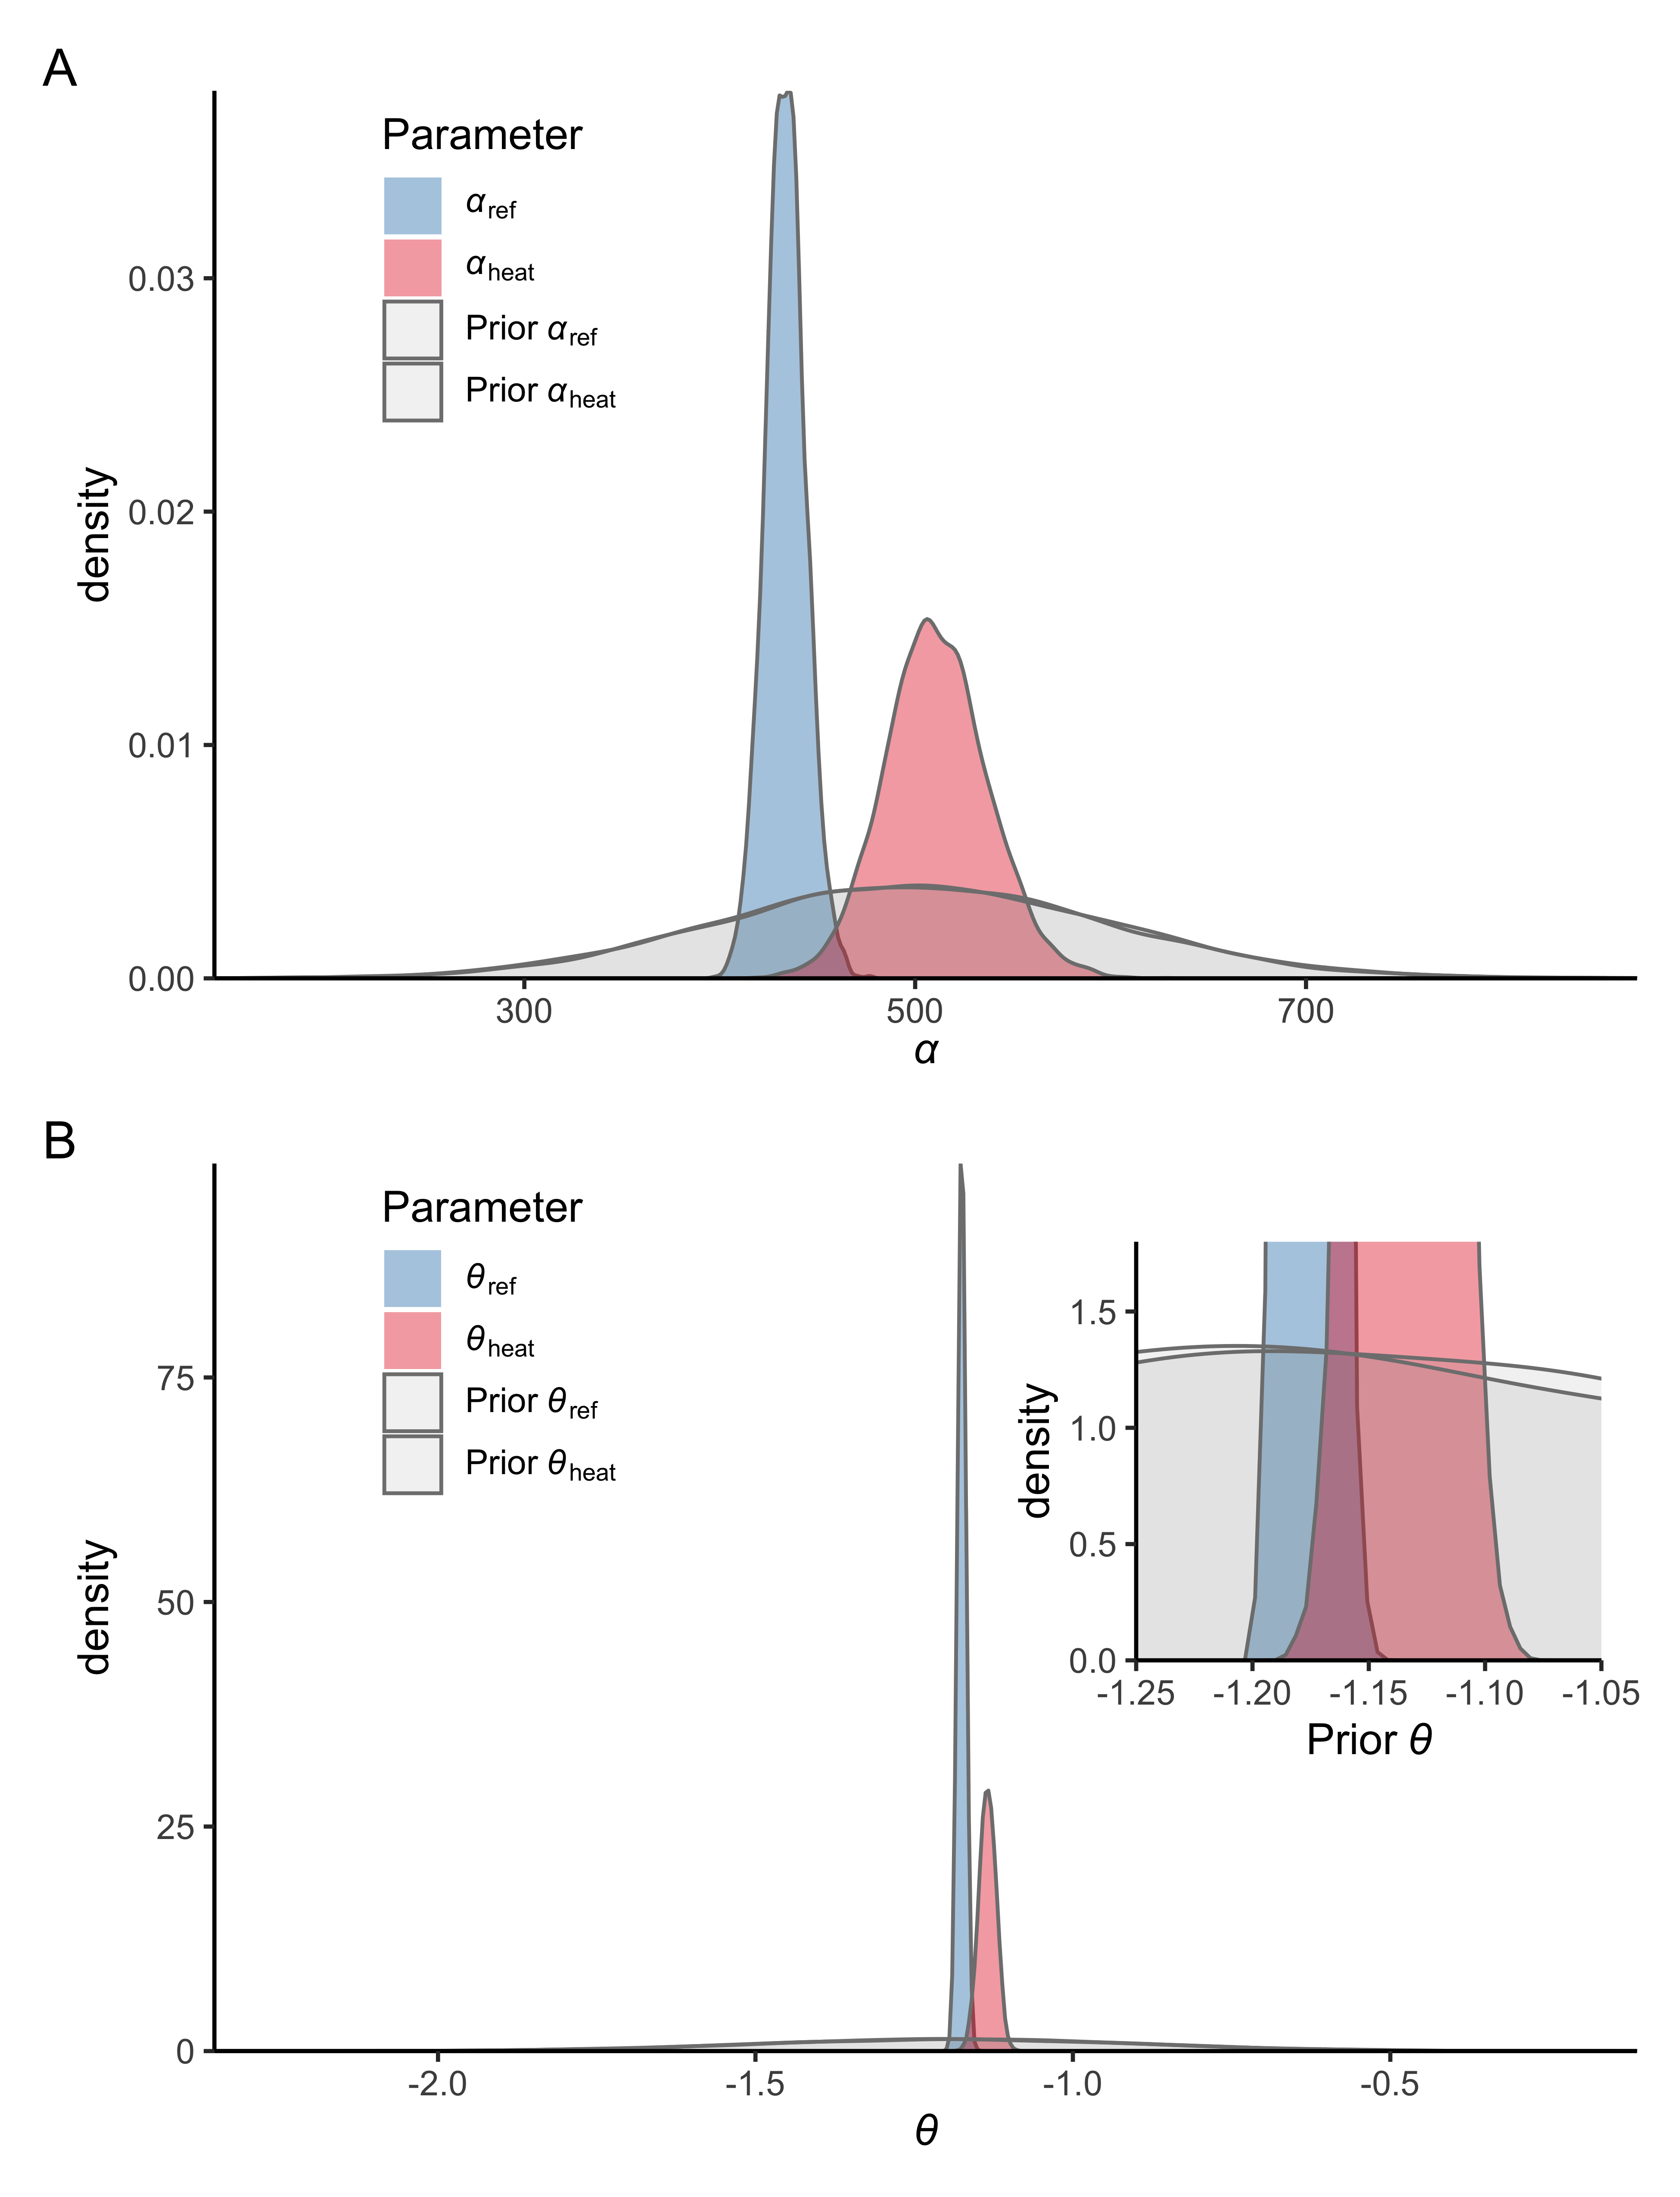 A
Parameter
αref
αheat
Prior αref
Prior αheat
density
0.03
0.02
0.01
0.00
300 500 700
α
B
Parameter
θref
θheat
Prior θref
Prior θheat
density
75
50
25
0
-2.0 -1.5 -1.0 -0.5
θ
density
1.5
1.0
0.5
0.0
-1.25 -1.20 -1.15 -1.10 -1.05
Prior θ